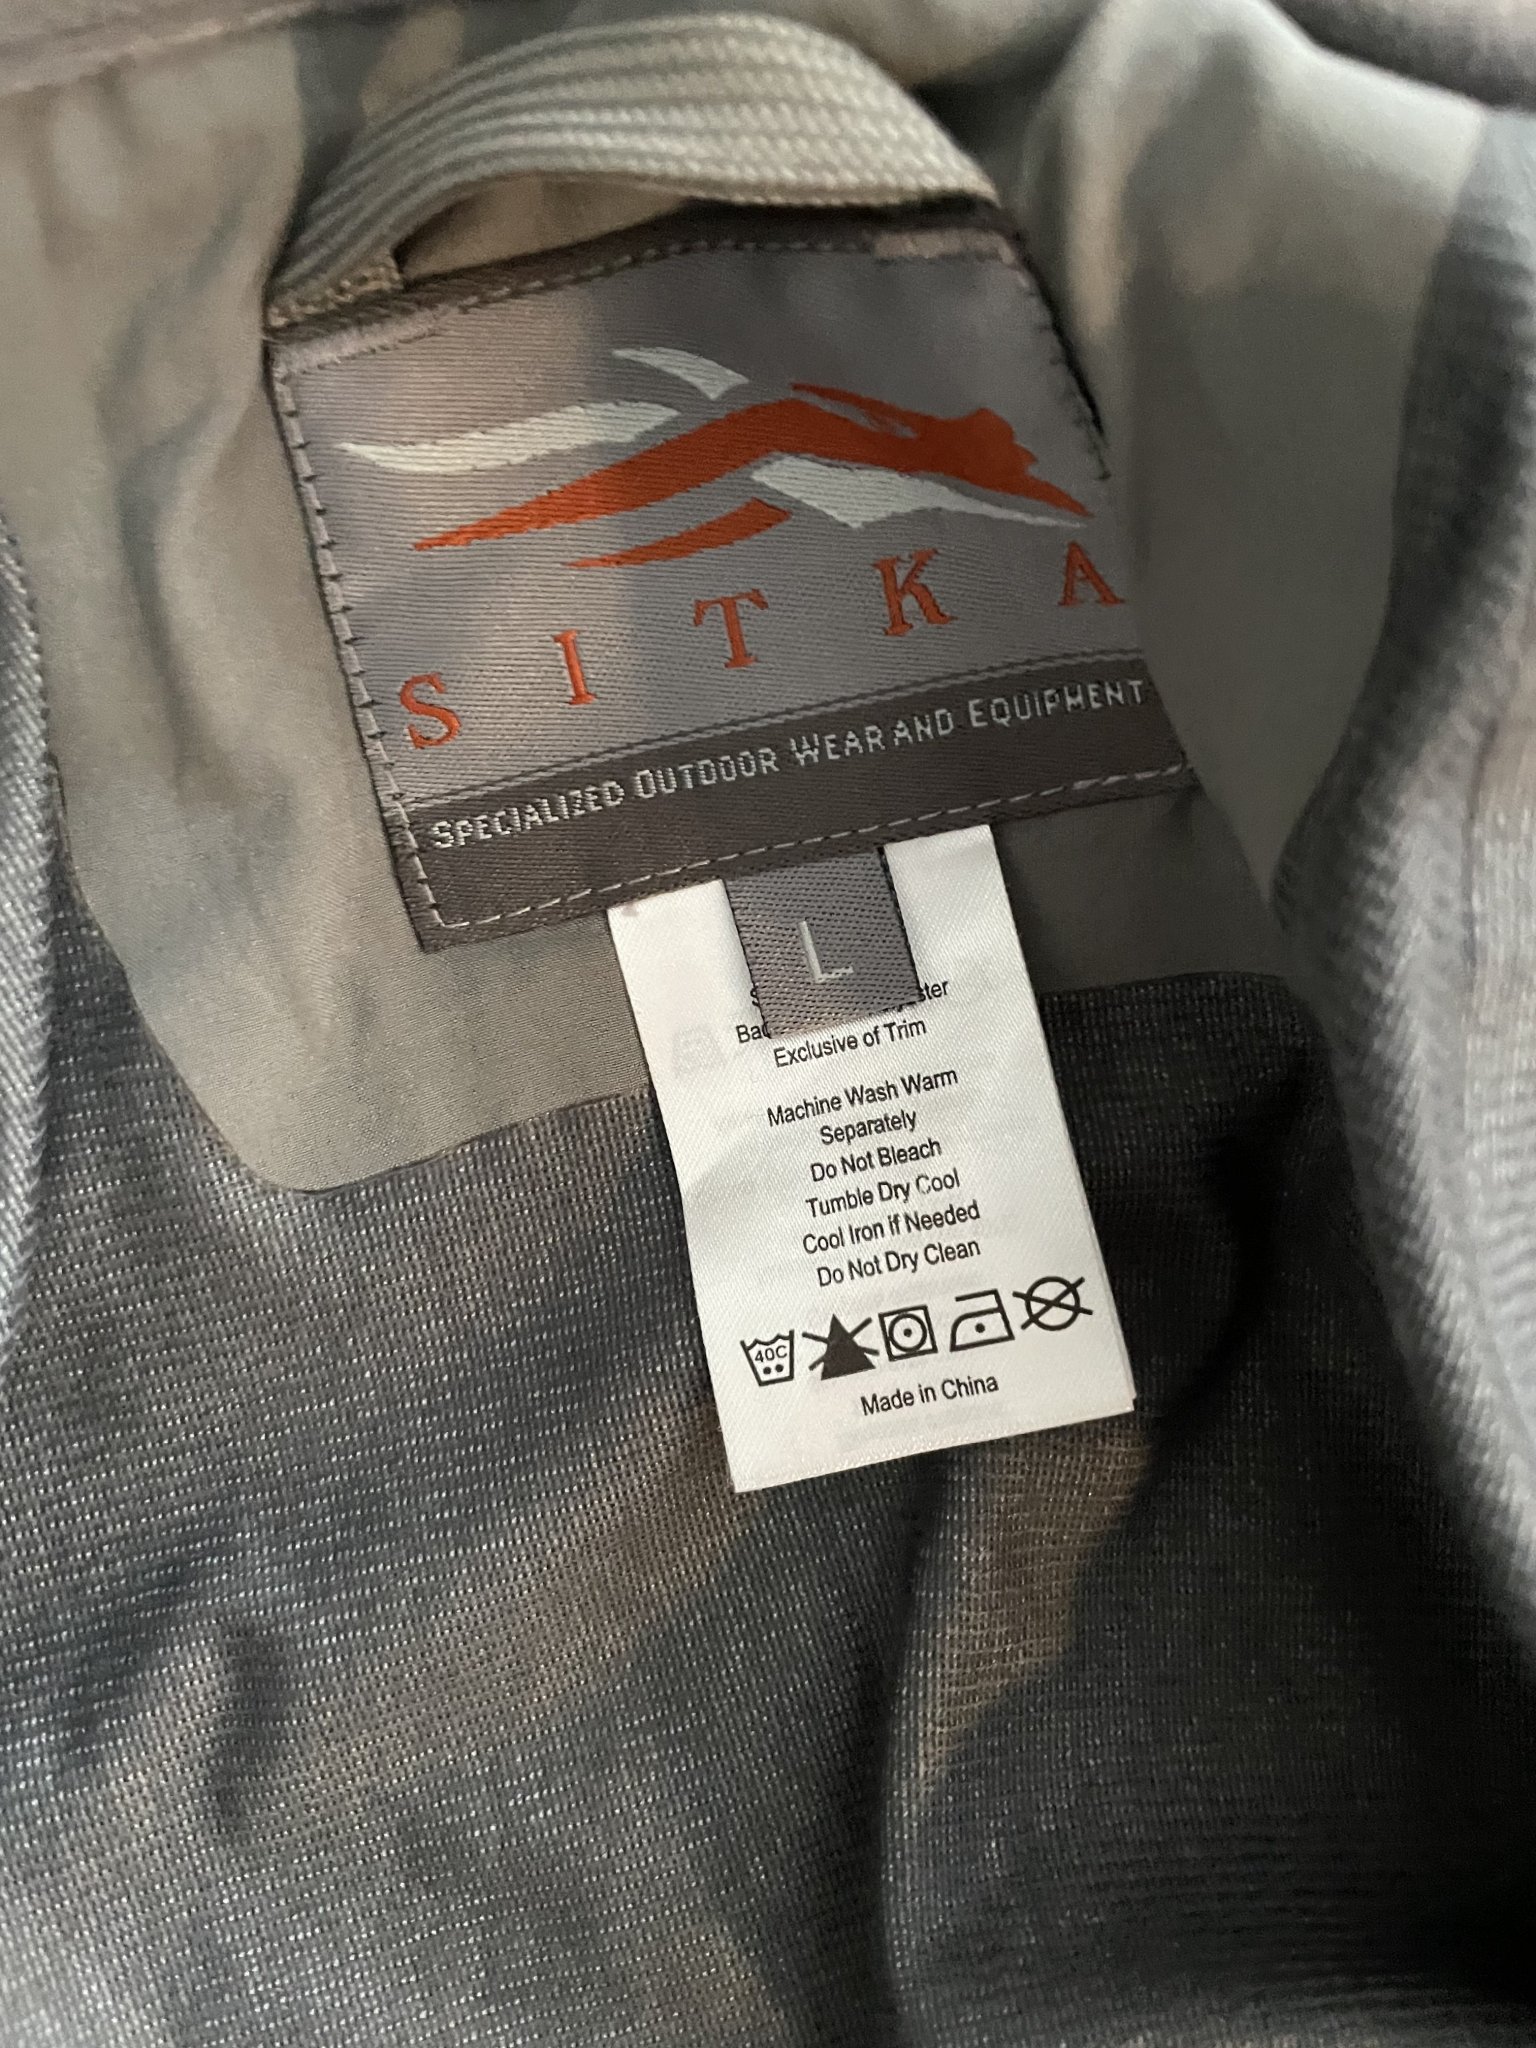 SITKA
SPECIALIZED OUTDOOR WEAR AND EQUIPMENT
L
Exclusive of Trim
Machine Wash Warm
Separately
Do Not Bleach
Tumble Dry Cool
Cool Iron If Needed
Do Not Dry Clean
40C
Made in China